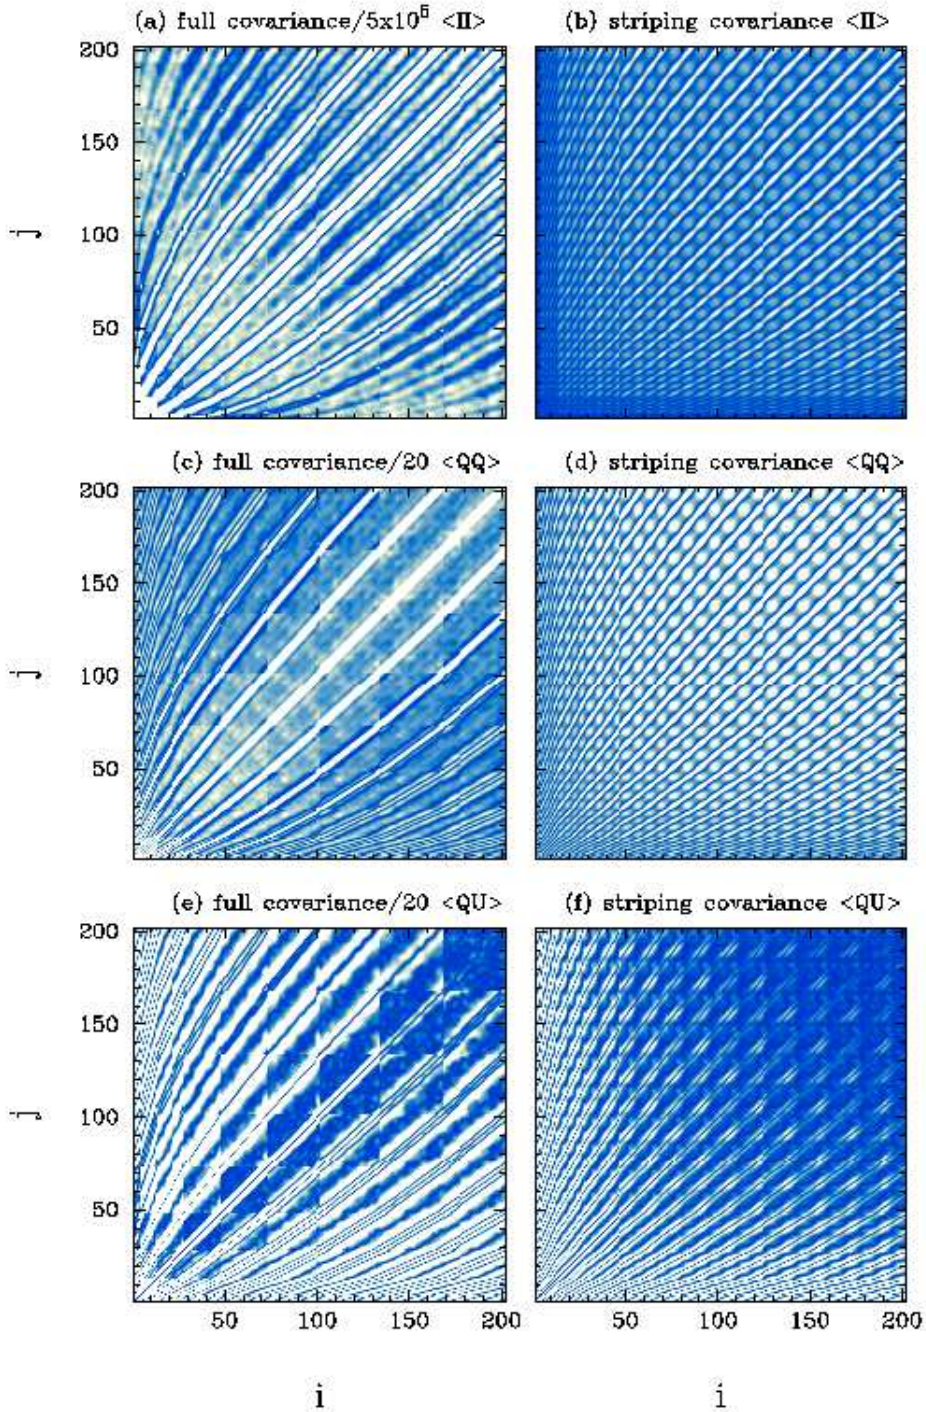 (a) full covariance/5x10⁶ <II>
(b) striping covariance <II>
200
150
100
50
j
(c) full covariance/20 <QQ>
(d) striping covariance <QQ>
200
150
100
50
j
(e) full covariance/20 <QU>
(f) striping covariance <QU>
200
150
100
50
j
50 100 150 200
50 100 150 200
i
i